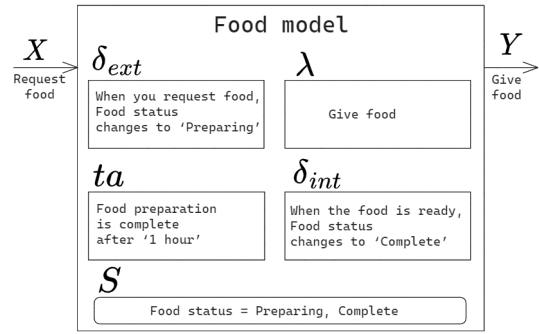 Food model
X
Request
food
Y
Give
food
δext
When you request food,
Food status
changes to ‘Preparing’
λ
Give food
ta
Food preparation
is complete
after ‘1 hour’
δint
When the food is ready,
Food status
changes to ‘Complete’
S
Food status = Preparing, Complete